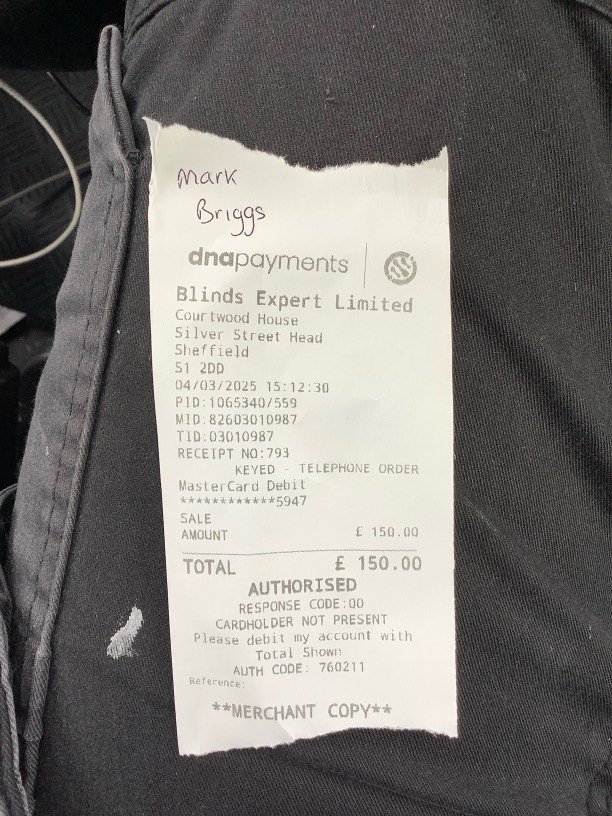 Mark
Briggs
dnapayments
Blinds Expert Limited
Courtwood House
Silver Street Head
Sheffield
S1 2DD
04/03/2025 15:12:30
PID:1065340/559
MID:82603010987
TID:03010987
RECEIPT NO:793
KEYED - TELEPHONE ORDER
MasterCard Debit
************5947
SALE
AMOUNT £ 150.00
TOTAL £ 150.00
AUTHORISED
RESPONSE CODE:00
CARDHOLDER NOT PRESENT
Please debit my account with
Total Shown
AUTH CODE: 760211
Reference:
**MERCHANT COPY**